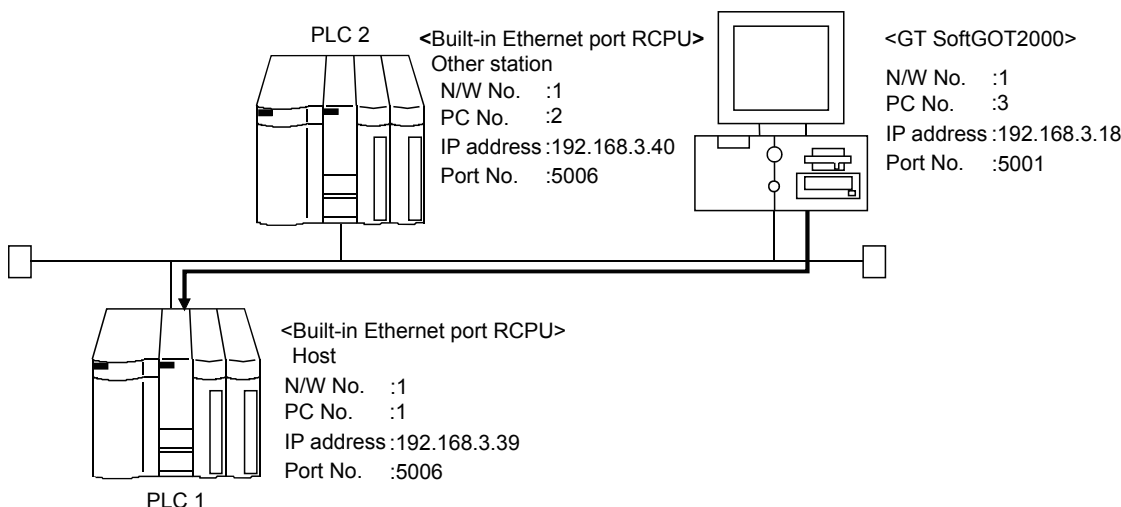 PLC 2
<Built-in Ethernet port RCPU>
Other station
N/W No. :1
PC No. :2
IP address :192.168.3.40
Port No. :5006
<GT SoftGOT2000>
N/W No. :1
PC No. :3
IP address :192.168.3.18
Port No. :5001
<Built-in Ethernet port RCPU>
Host
N/W No. :1
PC No. :1
IP address :192.168.3.39
Port No. :5006
PLC 1